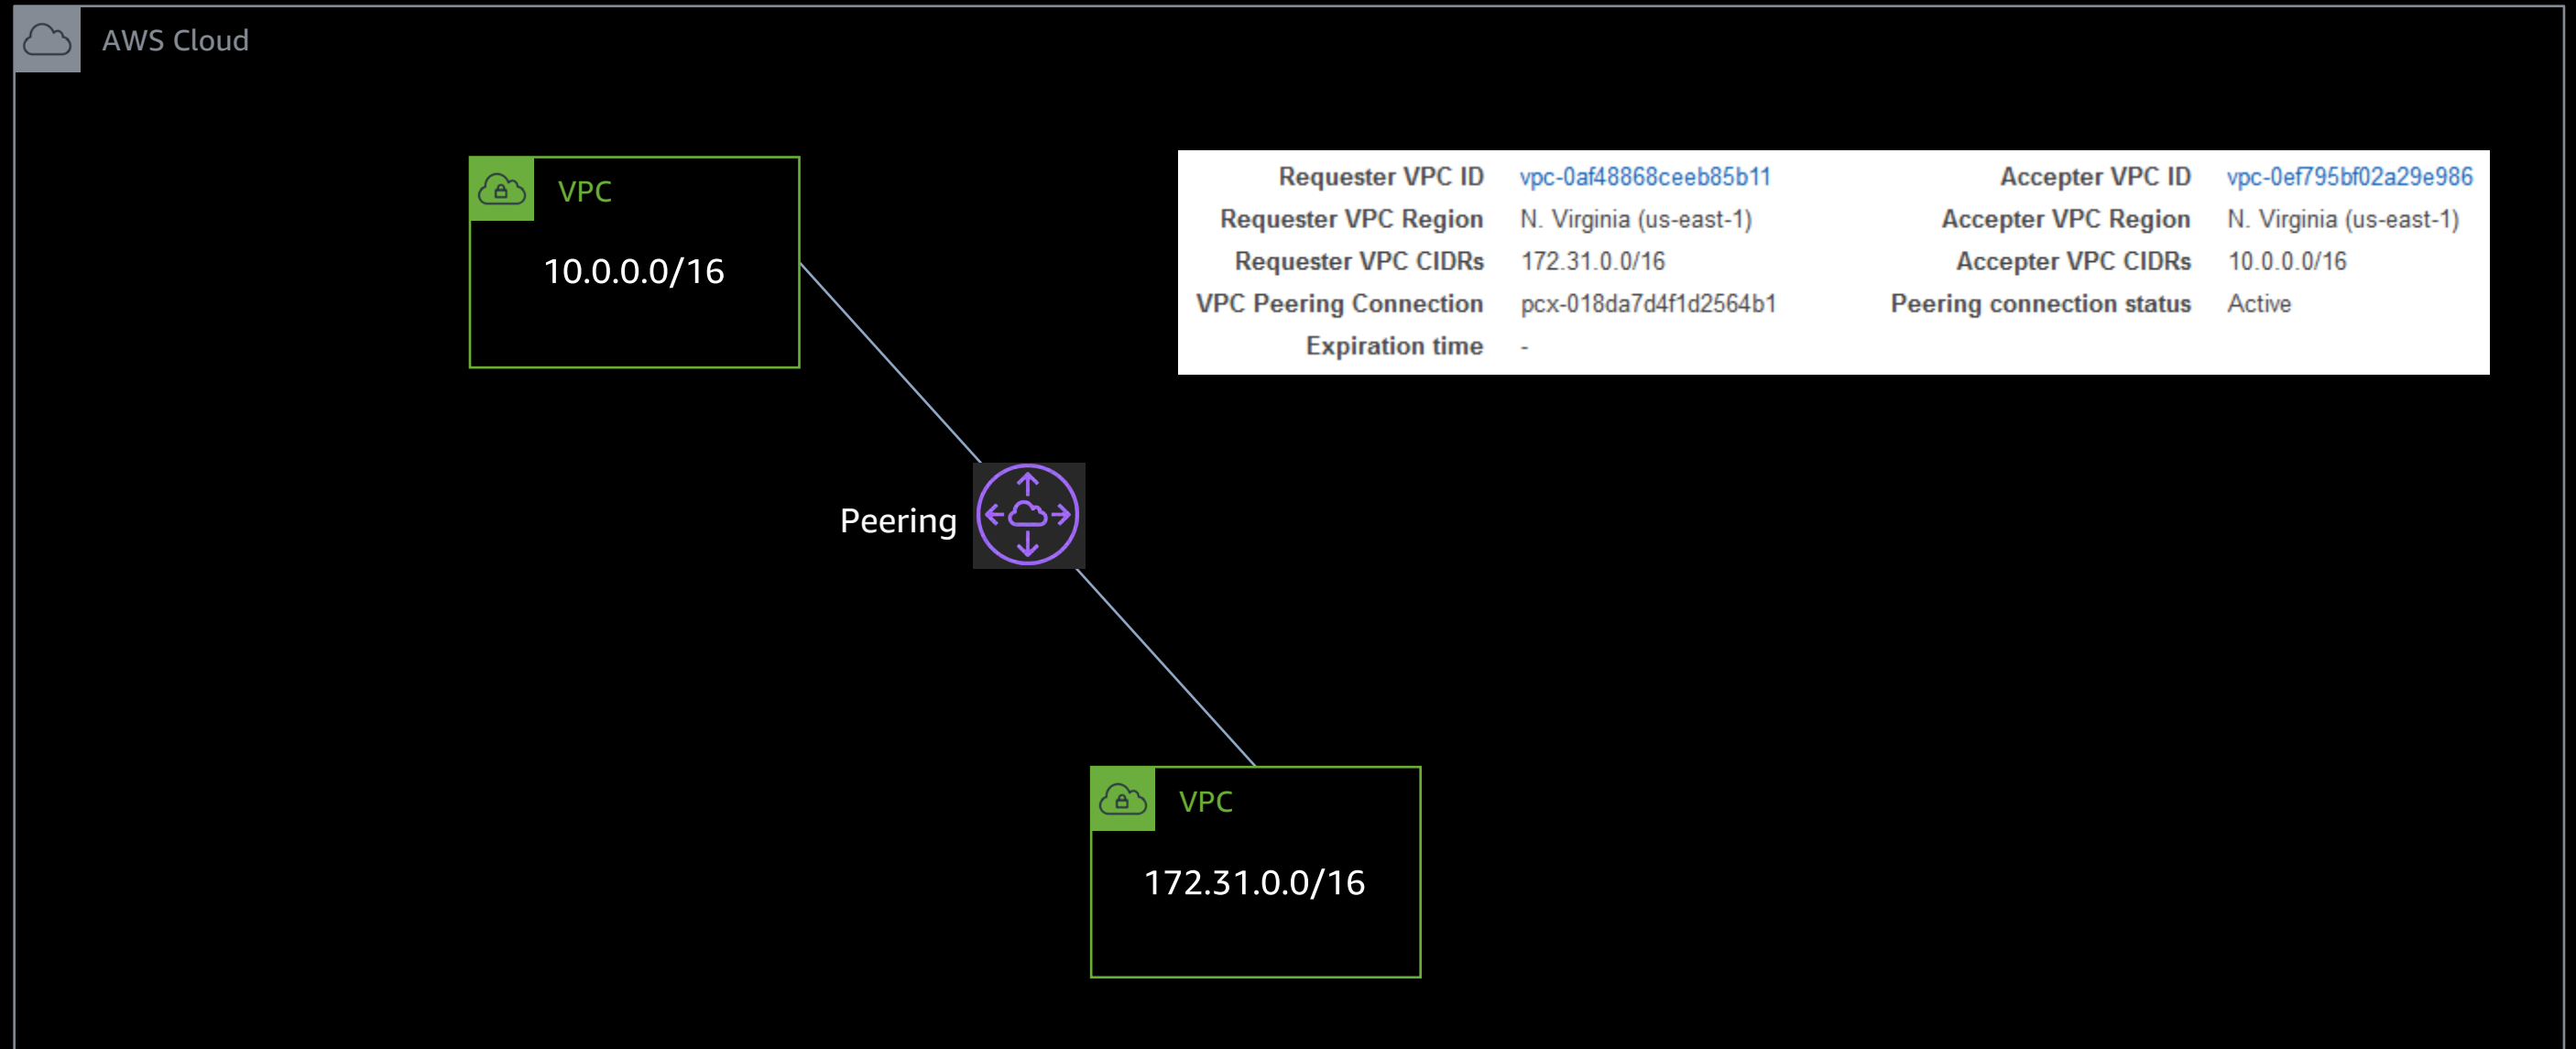 AWS Cloud
VPC
10.0.0.0/16
Requester VPC ID vpc-0af48868ceeb85b11 Accepter VPC ID vpc-0ef795bf02a29e986
Requester VPC Region N. Virginia (us-east-1) Accepter VPC Region N. Virginia (us-east-1)
Requester VPC CIDRs 172.31.0.0/16 Accepter VPC CIDRs 10.0.0.0/16
VPC Peering Connection pcx-018da7d4f1d2564b1 Peering connection status Active
Expiration time -
Peering
VPC
172.31.0.0/16